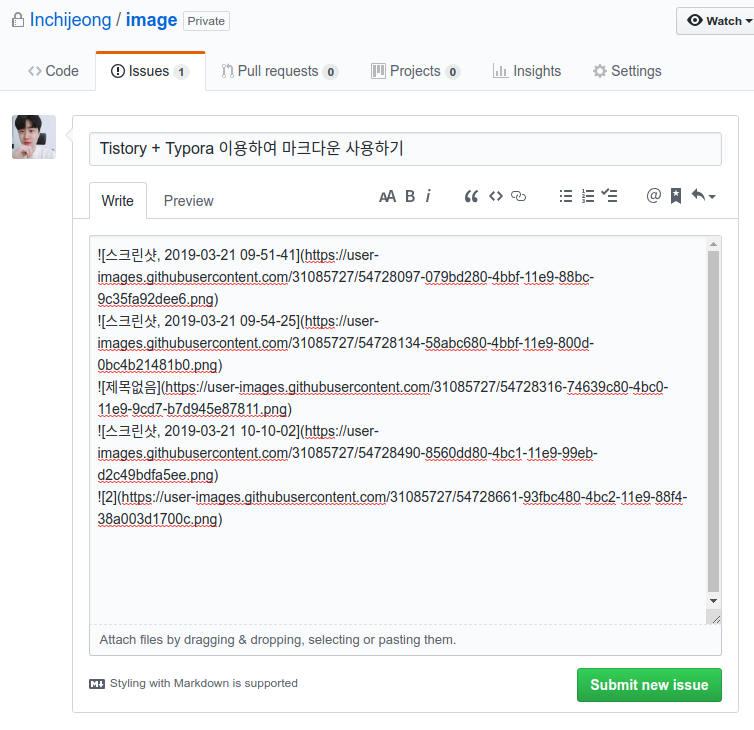 Inchijeong / image Private Watch
Code Issues 1 Pull requests 0 Projects 0 Insights Settings
Tistory + Typora 이용하여 마크다운 사용하기
Write Preview AA B i
![스크린샷, 2019-03-21 09-51-41](https://user-
images.githubusercontent.com/31085727/54728097-079bd280-4bbf-11e9-88bc-
9c35fa92dee6.png)
![스크린샷, 2019-03-21 09-54-25](https://user-
images.githubusercontent.com/31085727/54728134-58abc680-4bbf-11e9-800d-
0bc4b21481b0.png)
![제목없음](https://user-images.githubusercontent.com/31085727/54728316-74639c80-4bc0-
11e9-9cd7-b7d945e87811.png)
![스크린샷, 2019-03-21 10-10-02](https://user-
images.githubusercontent.com/31085727/54728490-8560dd80-4bc1-11e9-99eb-
d2c49bdfa5ee.png)
![2](https://user-images.githubusercontent.com/31085727/54728661-93fbc480-4bc2-11e9-88f4-
38a003d1700c.png)
Attach files by dragging & dropping, selecting or pasting them.
Styling with Markdown is supported
Submit new issue